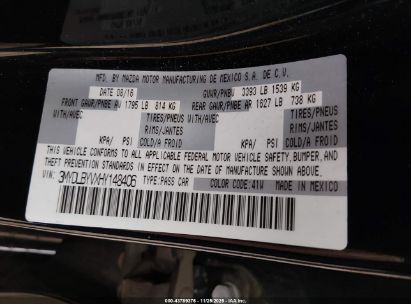 MFD. BY MAZDA MOTOR MANUFACTURING DE MEXICO S.A. DE C.V.
DATE 08/16 GVWR/PNBV 3393 LB 1539 KG
FRONT GAWR/PNBE AV 1795 LB 814 KG REAR GAWR/PNBE AR 1627 LB 738 KG
WITH/AVEC TIRES/PNEUS WITH/AVEC TIRES/PNEUS
RIMS/JANTES RIMS/JANTES
KPA/ PSI COLD/A FROID KPA/ PSI COLD/A FROID
THIS VEHICLE CONFORMS TO ALL APPLICABLE FEDERAL MOTOR VEHICLE SAFETY, BUMPER, AND
THEFT PREVENTION STANDARDS IN EFFECT ON THE DATE OF MANUFACTURE SHOWN ABOVE.
VIN: 3MYDLBYVXHY148406 TYPE: PASS CAR COLOR CODE: 41W MADE IN MEXICO